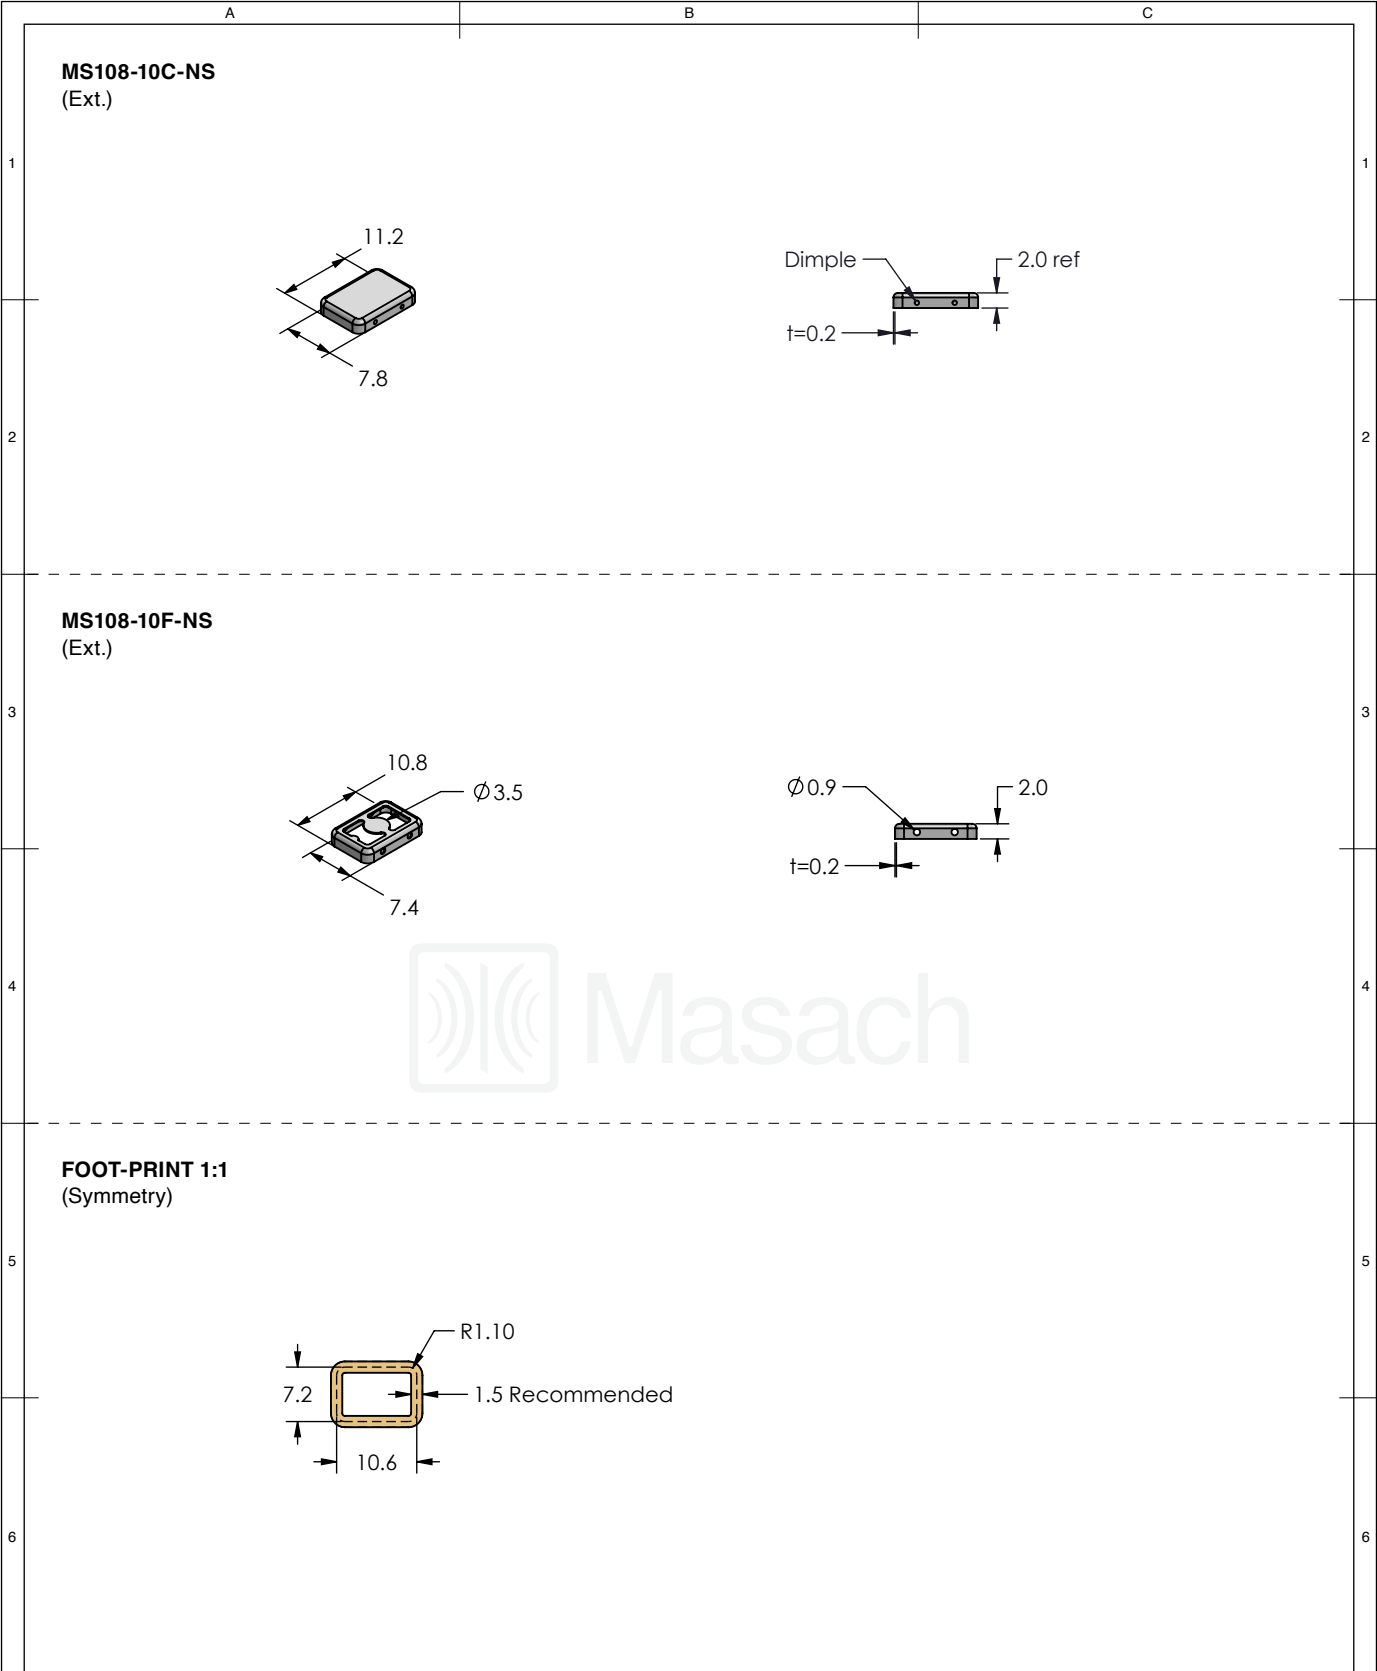 A B C
MS108-10C-NS
(Ext.)
1 1
11.2
Dimple 2.0 ref
t=0.2
7.8
2 2
MS108-10F-NS
(Ext.)
3 3
10.8
∅3.5 ∅0.9 2.0
t=0.2
7.4
4 4
Masach
FOOT-PRINT 1:1
(Symmetry)
5 5
R1.10
7.2 1.5 Recommended
10.6
6 6